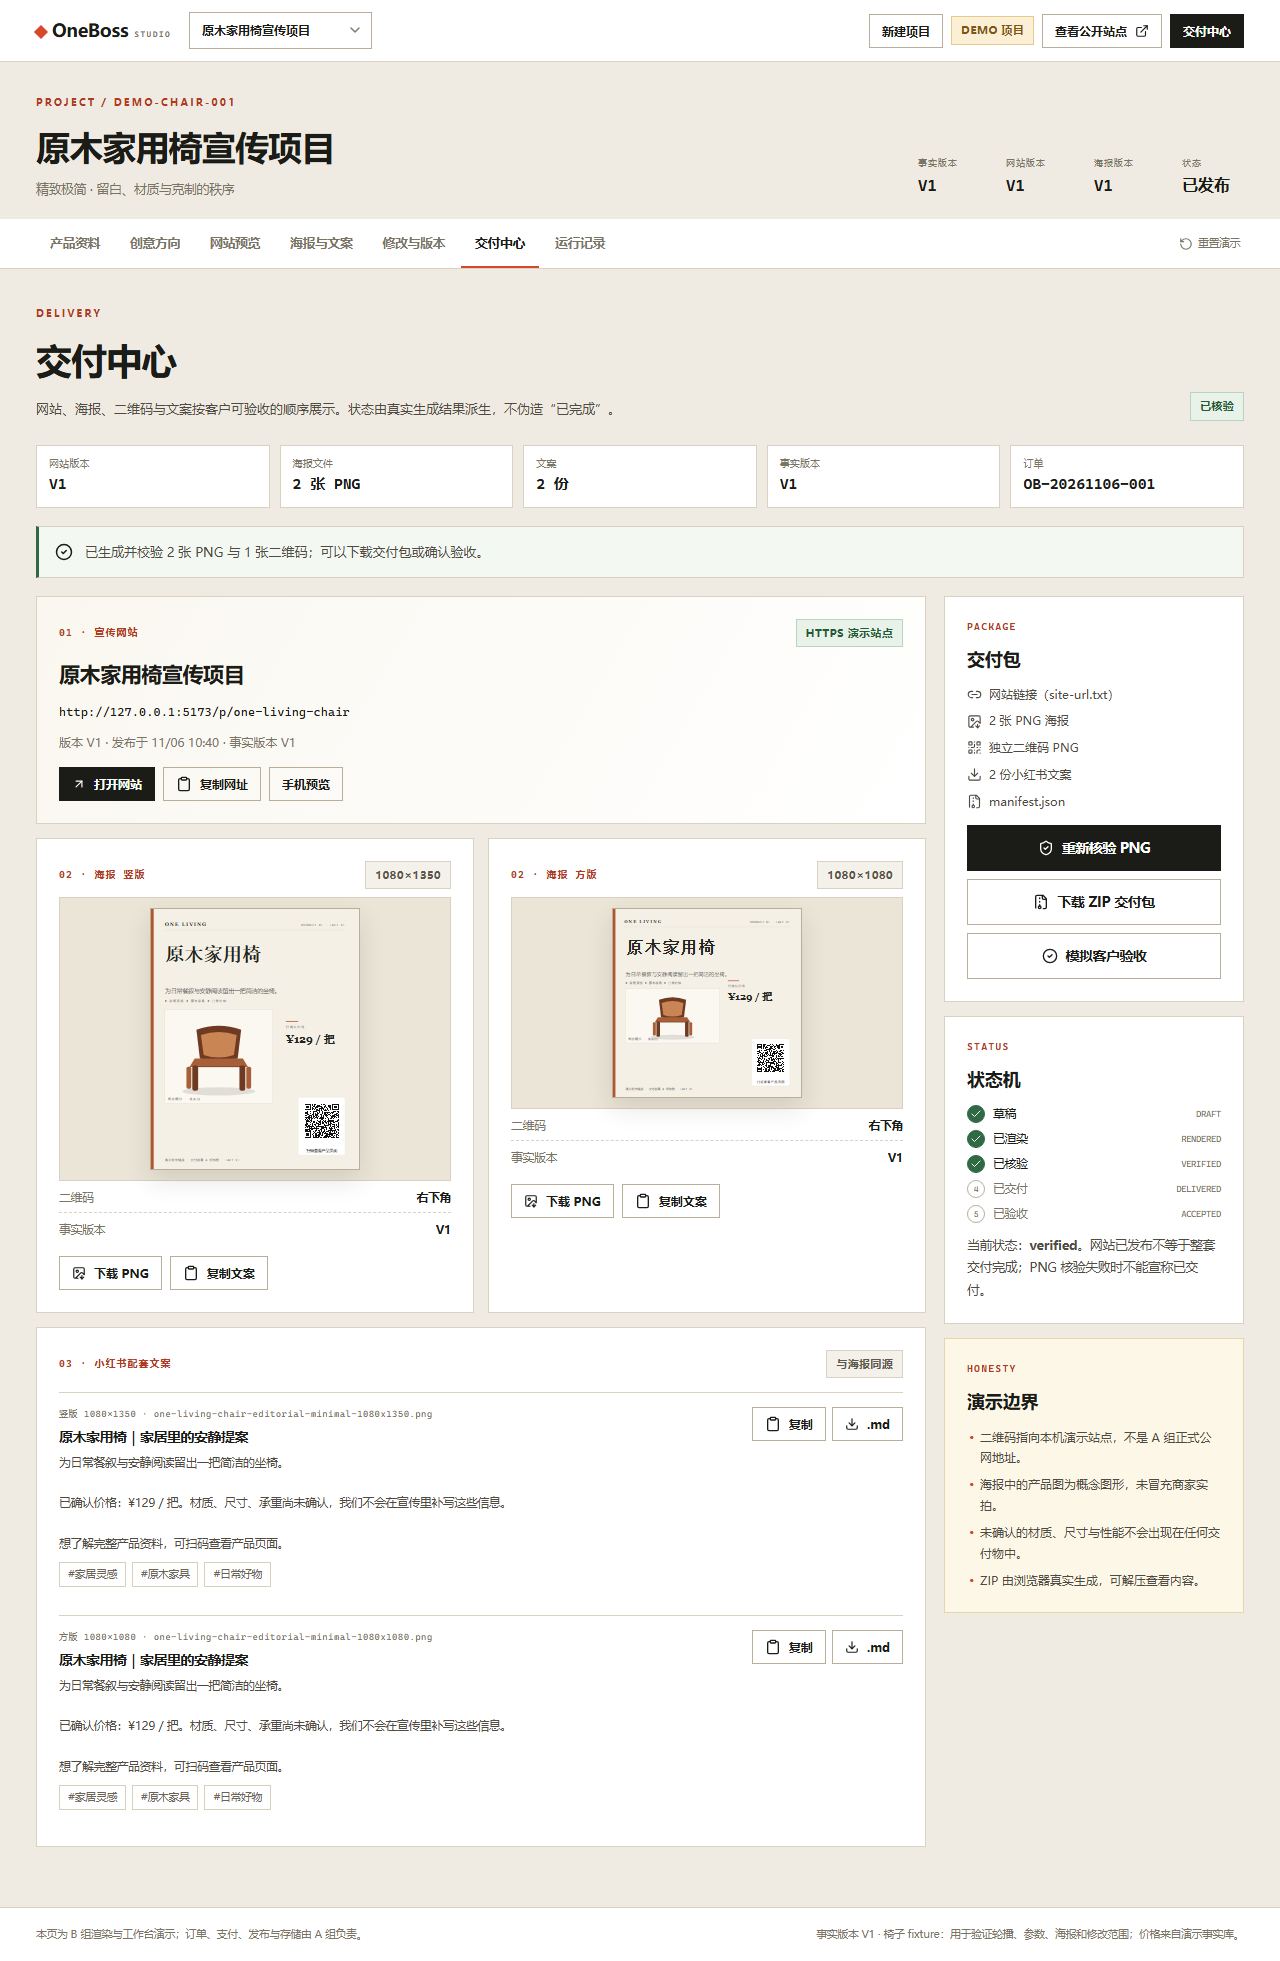 OneBoss STUDIO
原木家用椅宣传项目
新建项目
DEMO 项目
查看公开站点
交付中心
PROJECT / DEMO-CHAIR-001
原木家用椅宣传项目
精致极简 · 留白、材质与克制的秩序
事实版本
V1
网站版本
V1
海报版本
V1
状态
已发布
产品资料
创意方向
网站预览
海报与文案
修改与版本
交付中心
运行记录
重置演示
DELIVERY
交付中心
网站、海报、二维码与文案按客户可验收的顺序展示。状态由真实生成结果派生，不伪造“已完成”。
已核验
网站版本
V1
海报文件
2 张 PNG
文案
2 份
事实版本
V1
订单
OB-20261106-001
已生成并校验 2 张 PNG 与 1 张二维码；可以下载交付包或确认验收。
01 · 宣传网站
HTTPS 演示站点
原木家用椅宣传项目
http://127.0.0.1:5173/p/one-living-chair
版本 V1 · 发布于 11/06 10:40 · 事实版本 V1
打开网站
复制网址
手机预览
02 · 海报 竖版
1080×1350
ONE LIVING
原木家用椅
为日常餐叙与安静阅读留出一把简洁的坐椅。
¥129 / 把
二维码
右下角
事实版本
V1
下载 PNG
复制文案
02 · 海报 方版
1080×1080
ONE LIVING
原木家用椅
为日常餐叙与安静阅读留出一把简洁的坐椅。
¥129 / 把
二维码
右下角
事实版本
V1
下载 PNG
复制文案
03 · 小红书配套文案
与海报同源
竖版 1080×1350 · one-living-chair-editorial-minimal-1080x1350.png
原木家用椅｜家居里的安静提案
为日常餐叙与安静阅读留出一把简洁的坐椅。
已确认价格：¥129 / 把。材质、尺寸、承重尚未确认，我们不会在宣传里补写这些信息。
想了解完整产品资料，可扫码查看产品页面。
#家居灵感
#原木家具
#日常好物
复制
.md
方版 1080×1080 · one-living-chair-editorial-minimal-1080x1080.png
原木家用椅｜家居里的安静提案
为日常餐叙与安静阅读留出一把简洁的坐椅。
已确认价格：¥129 / 把。材质、尺寸、承重尚未确认，我们不会在宣传里补写这些信息。
想了解完整产品资料，可扫码查看产品页面。
#家居灵感
#原木家具
#日常好物
复制
.md
PACKAGE
交付包
网站链接（site-url.txt）
2 张 PNG 海报
独立二维码 PNG
2 份小红书文案
manifest.json
重新核验 PNG
下载 ZIP 交付包
模拟客户验收
STATUS
状态机
草稿
DRAFT
已渲染
RENDERED
已核验
VERIFIED
4 已交付
DELIVERED
5 已验收
ACCEPTED
当前状态：verified。网站已发布不等于整套
交付完成；PNG 核验失败时不能宣称已交
付。
HONESTY
演示边界
• 二维码指向本机演示站点，不是 A 组正式公
网地址。
• 海报中的产品图为概念图形，未冒充商家实
拍。
• 未确认的材质、尺寸与性能不会出现在任何交
付物中。
• ZIP 由浏览器真实生成，可解压查看内容。
本页为 B 组渲染与工作台演示；订单、支付、发布与存储由 A 组负责。
事实版本 V1 · 椅子 fixture：用于验证轮播、参数、海报和修改范围；价格来自演示事实库。